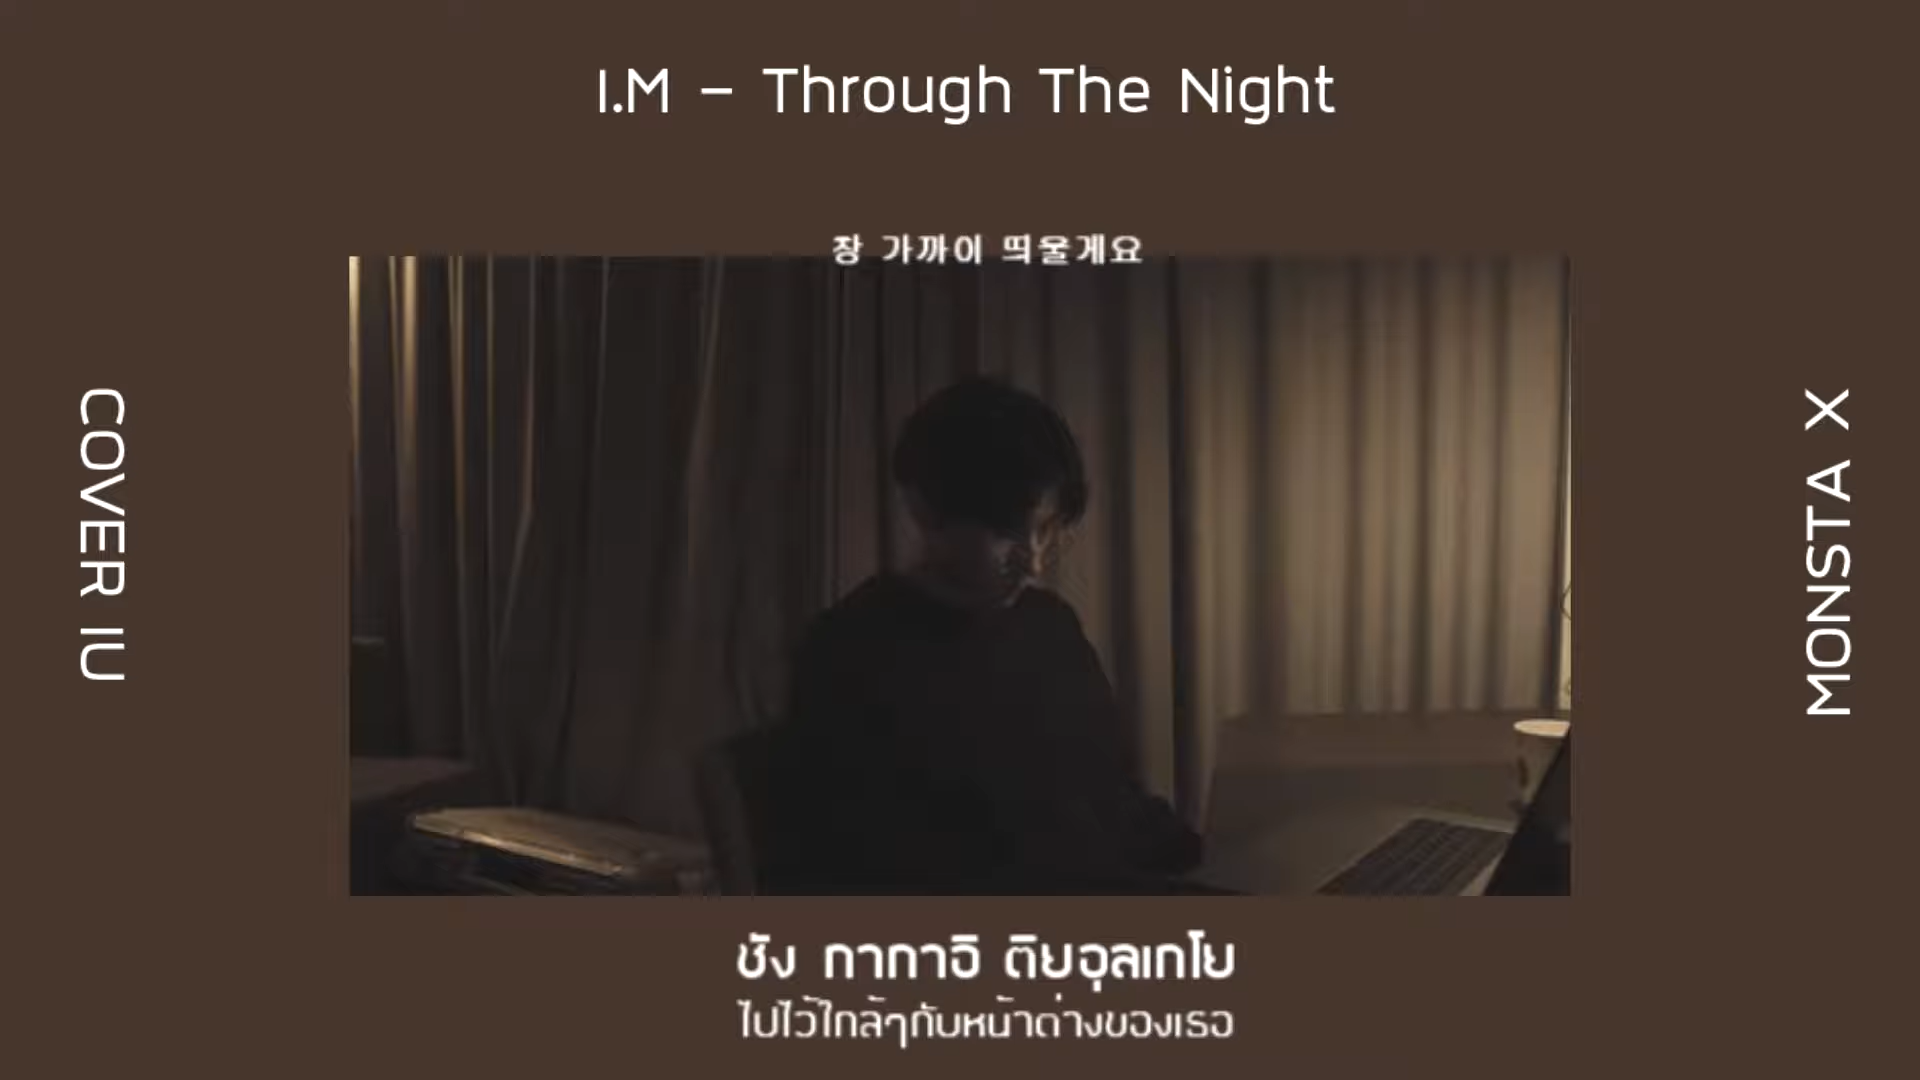 I.M - Through The Night
장 가까이 띄울게요
COVER IU
MONSTA X
ชัง กากาอิ ติยอุลเกโย
ไปไว้ใกล้ๆกับหน้าต่างของเธอ